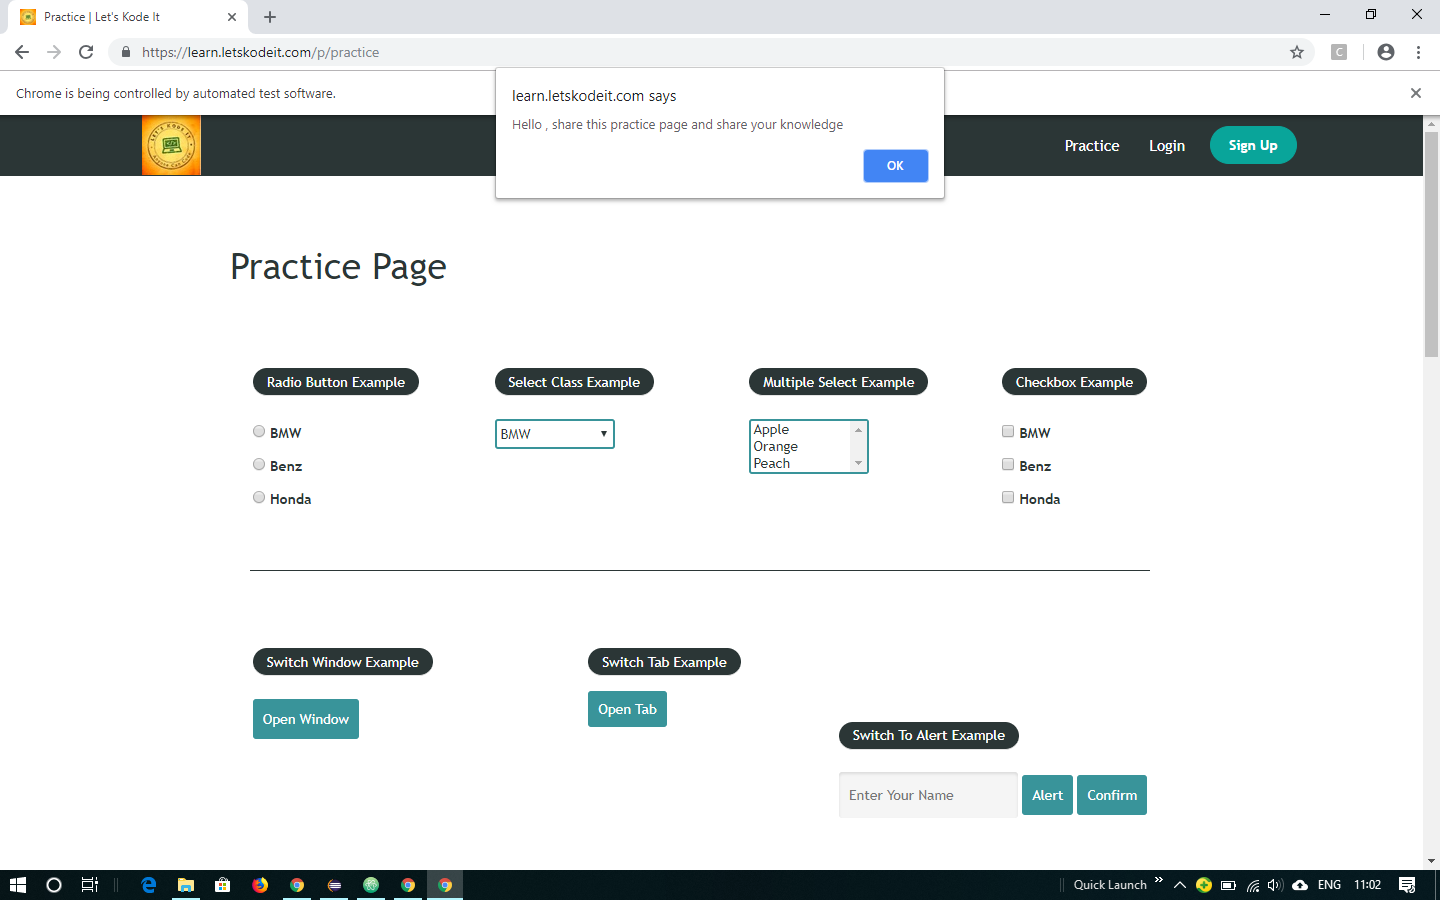 Practice | Let's Kode It
https://learn.letskodeit.com/p/practice
C
Chrome is being controlled by automated test software.
learn.letskodeit.com says
Hello , share this practice page and share your knowledge
OK
LET'S KODE IT
Practice
Login
Sign Up
Practice Page
Radio Button Example
BMW
Benz
Honda
Select Class Example
BMW
Multiple Select Example
Apple
Orange
Peach
Checkbox Example
BMW
Benz
Honda
Switch Window Example
Open Window
Switch Tab Example
Open Tab
Switch To Alert Example
Enter Your Name
Alert
Confirm
Quick Launch
ENG
11:02